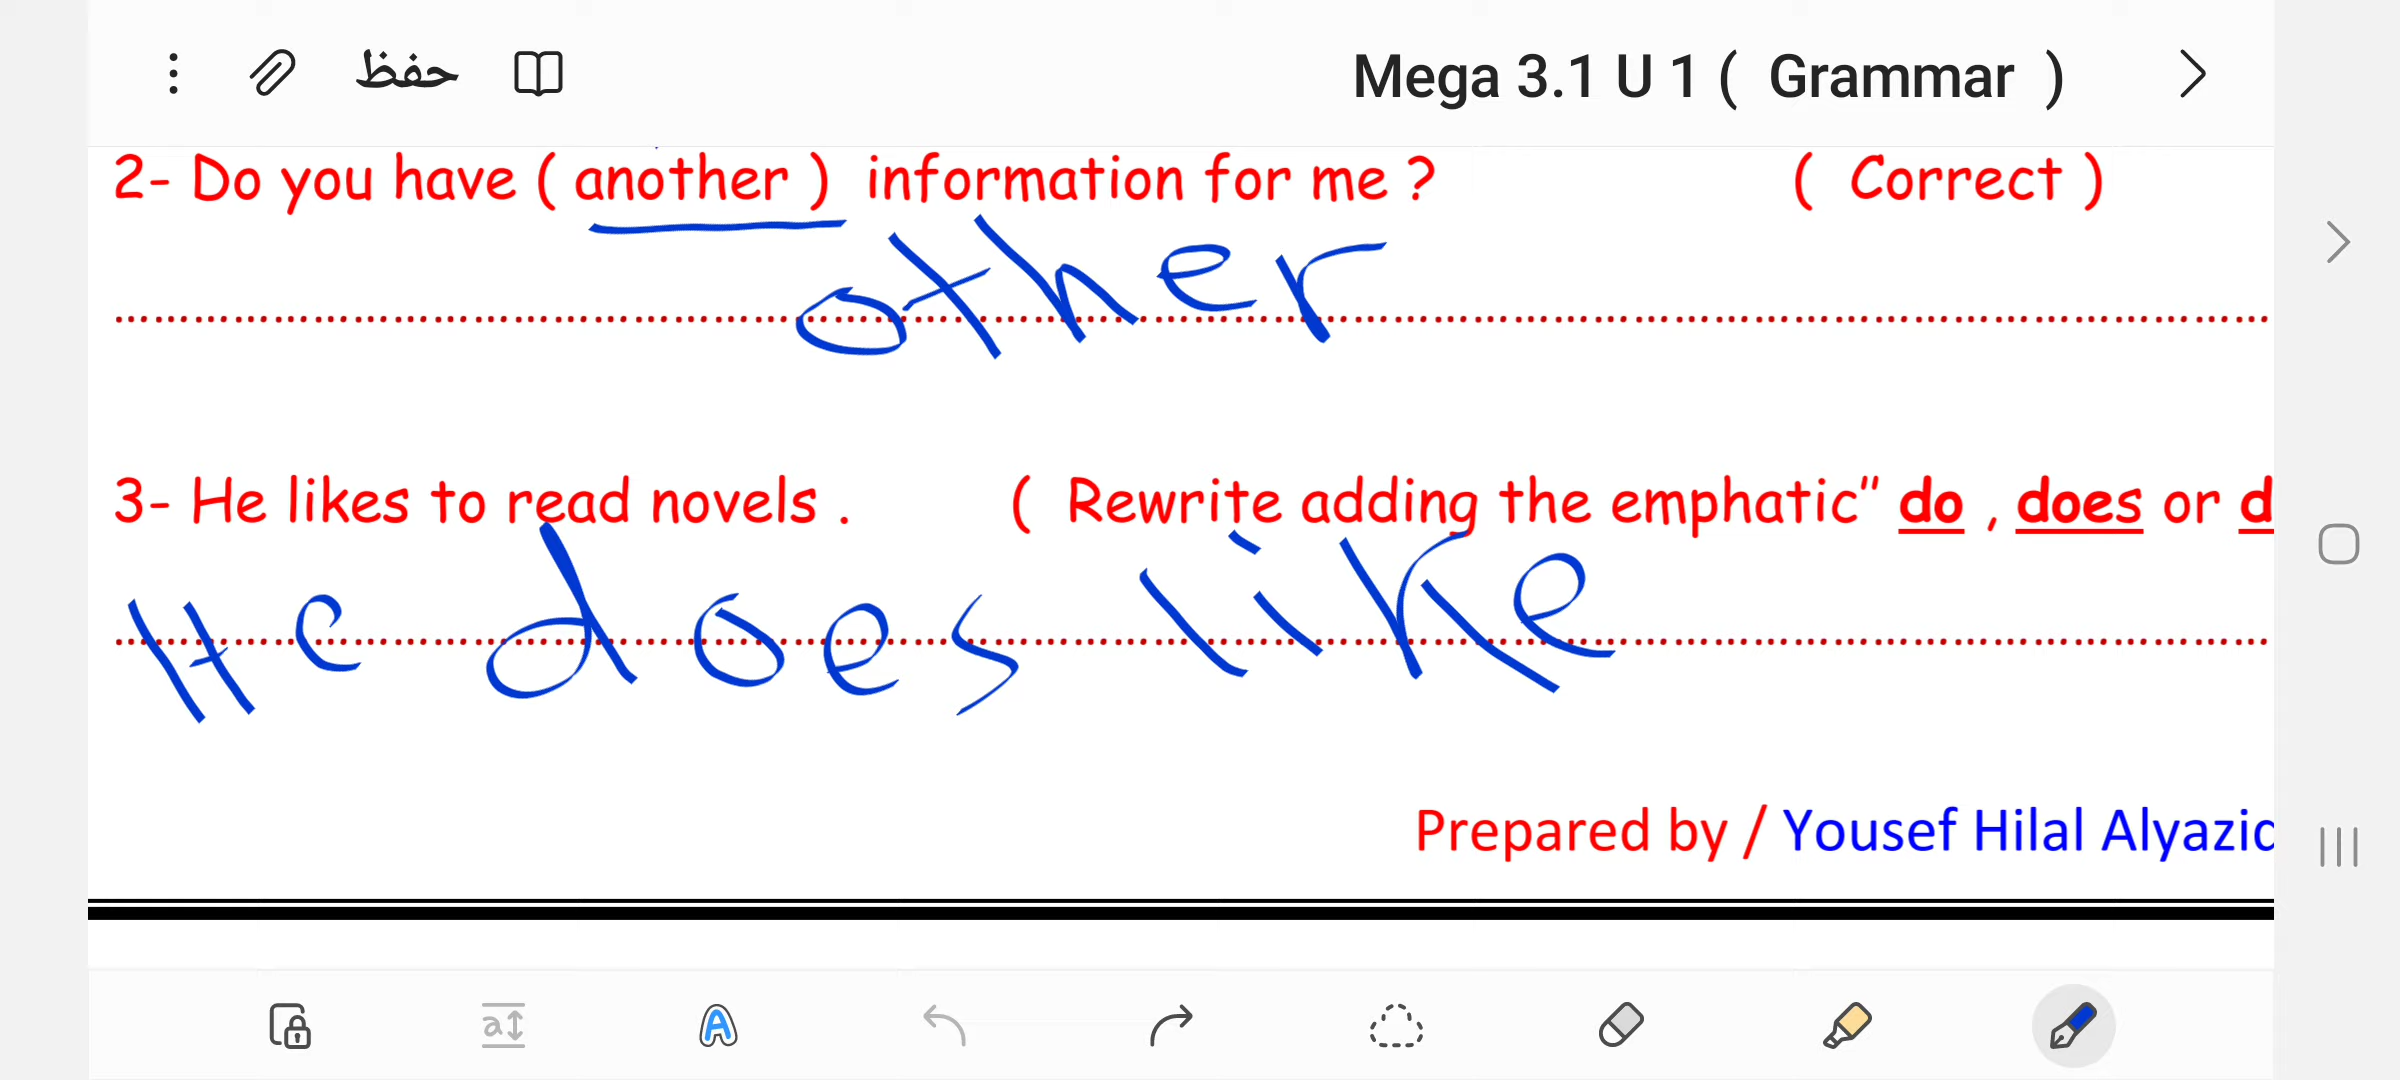 حفظ Mega 3.1 U 1 ( Grammar )
2- Do you have ( another ) information for me ? ( Correct )
other
3- He likes to read novels . ( Rewrite adding the emphatic" do , does or d
He does like
Prepared by / Yousef Hilal Alyazid